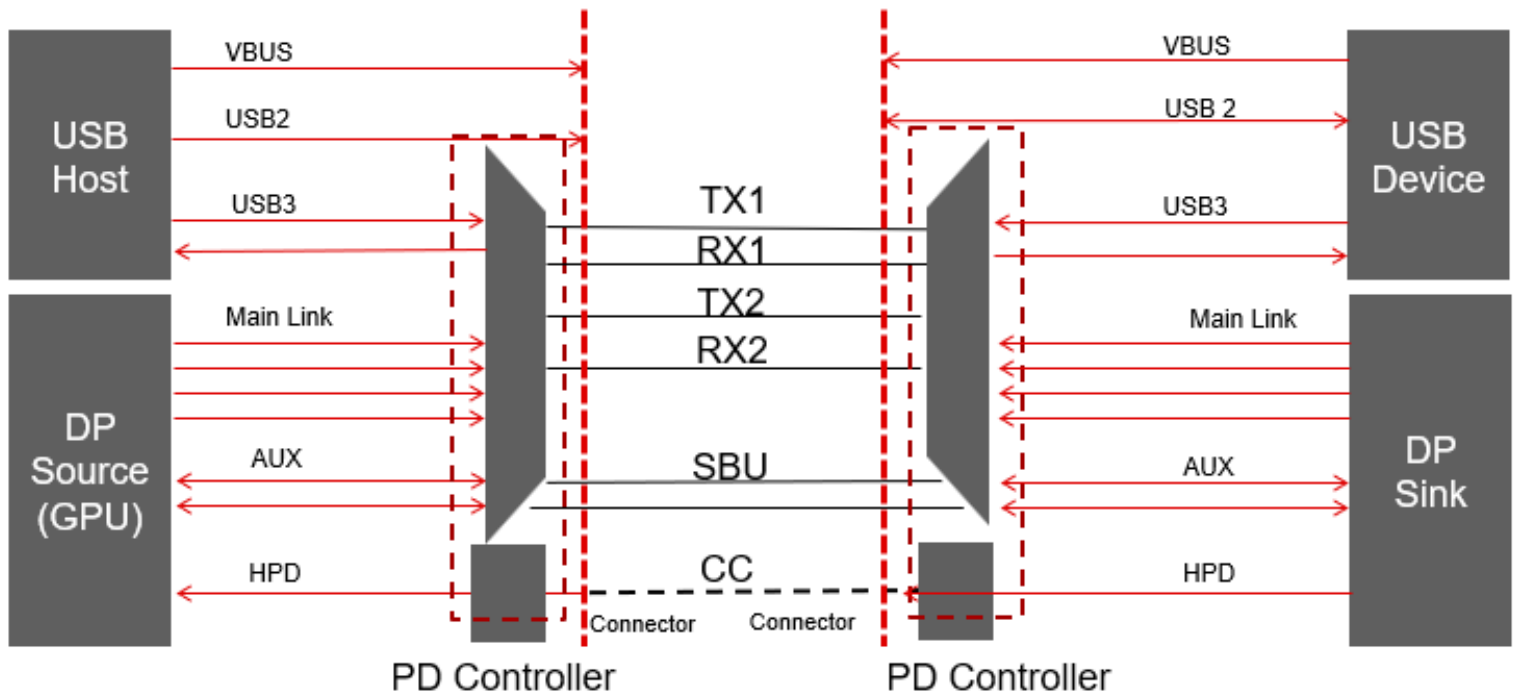 VBUS
VBUS
USB2
USB 2
USB
Host
USB
Device
USB3
TX1
USB3
RX1
Main Link
TX2
Main Link
RX2
DP
Source
(GPU)
DP
Sink
AUX
SBU
AUX
HPD
CC
HPD
Connector
Connector
PD Controller
PD Controller